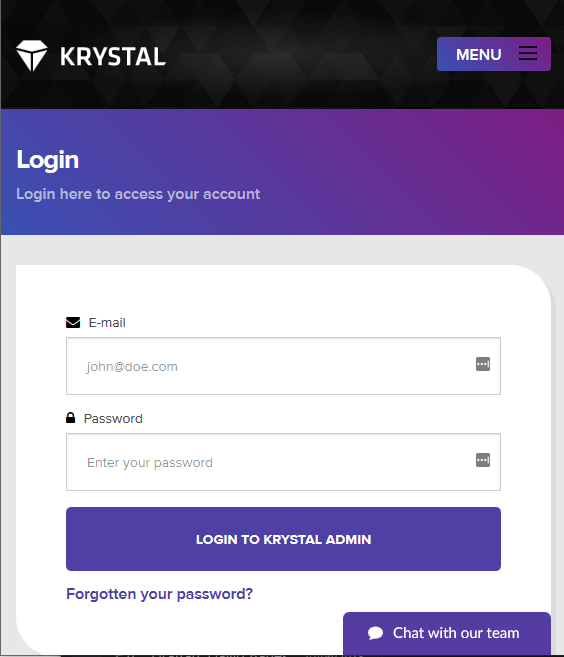 KRYSTAL
MENU
Login
Login here to access your account
E-mail
john@doe.com
Password
Enter your password
LOGIN TO KRYSTAL ADMIN
Forgotten your password?
Chat with our team